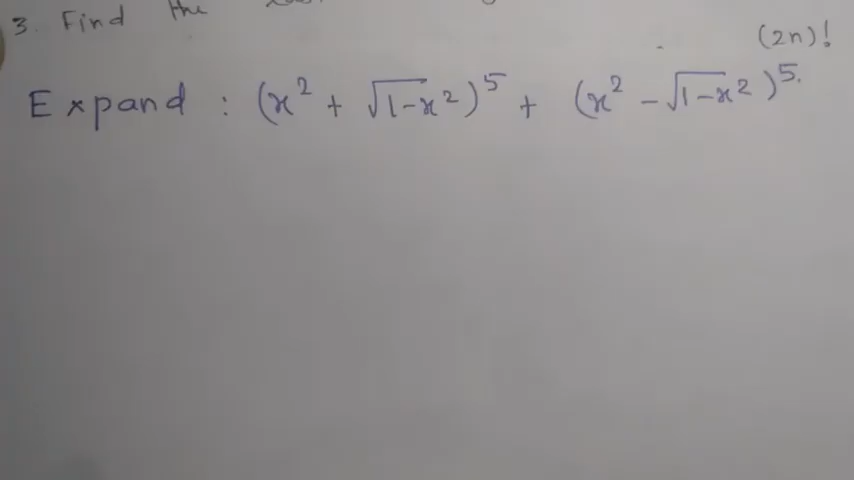 3. Find the
(2n)!
Expand : (x² + √1-x²)⁵ + (x² - √1-x²)⁵.